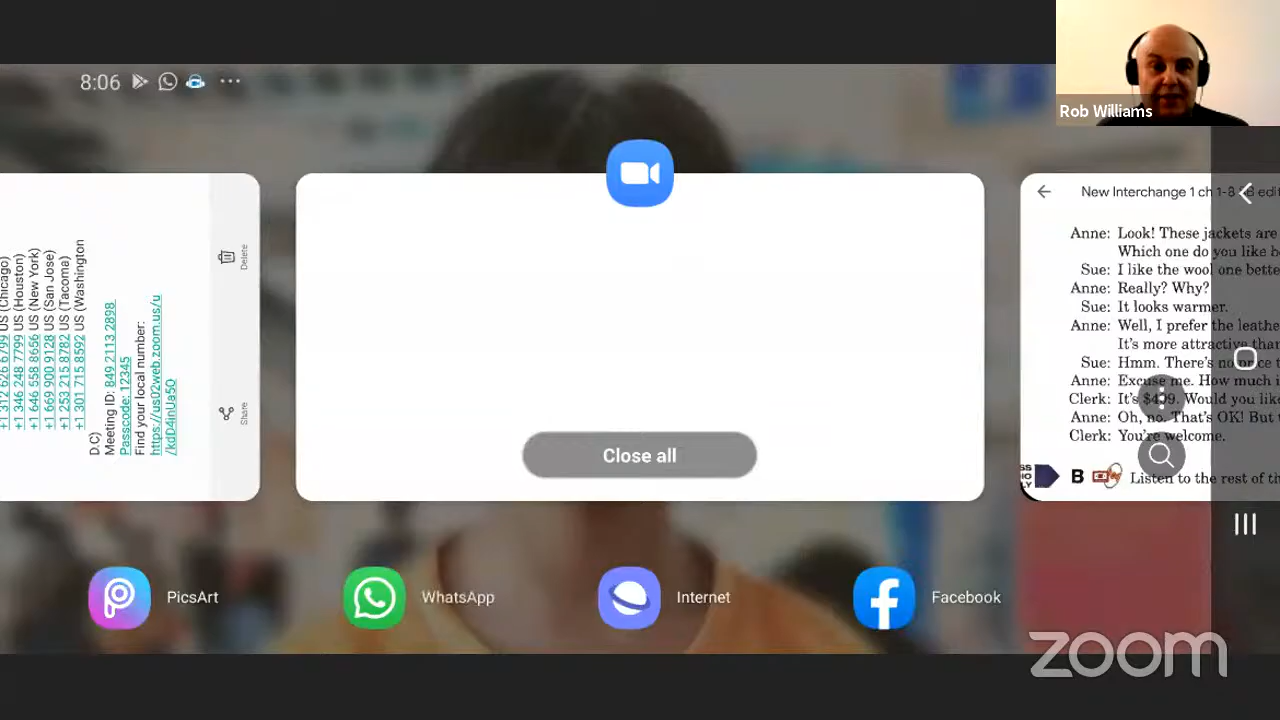 8:06
Rob Williams
+1 312 626 6799 US (Chicago)
+1 346 248 7799 US (Houston)
+1 646 558 8656 US (New York)
+1 669 900 9128 US (San Jose)
+1 253 215 8782 US (Tacoma)
+1 301 715 8592 US (Washington
D.C)
Meeting ID: 849 2113 2898
Passcode: 12345
Find your local number:
https://us02web.zoom.us/u
/kdD4inUa5O
Delete
Share
Close all
New Interchange 1 ch 1-8 SB edit
Anne: Look! These jackets are
Which one do you like
Sue: I like the wool one bette
Anne: Really? Why?
Sue: It looks warmer.
Anne: Well, I prefer the leathe
It's more attractive than
Sue: Hmm. There's no price
Anne: Excuse me. How much i
Clerk: It's $499. Would you lik
Anne: Oh, no. That's OK! But
Clerk: You're welcome.
B Listen to the rest of th
PicsArt
WhatsApp
Internet
Facebook
zoom